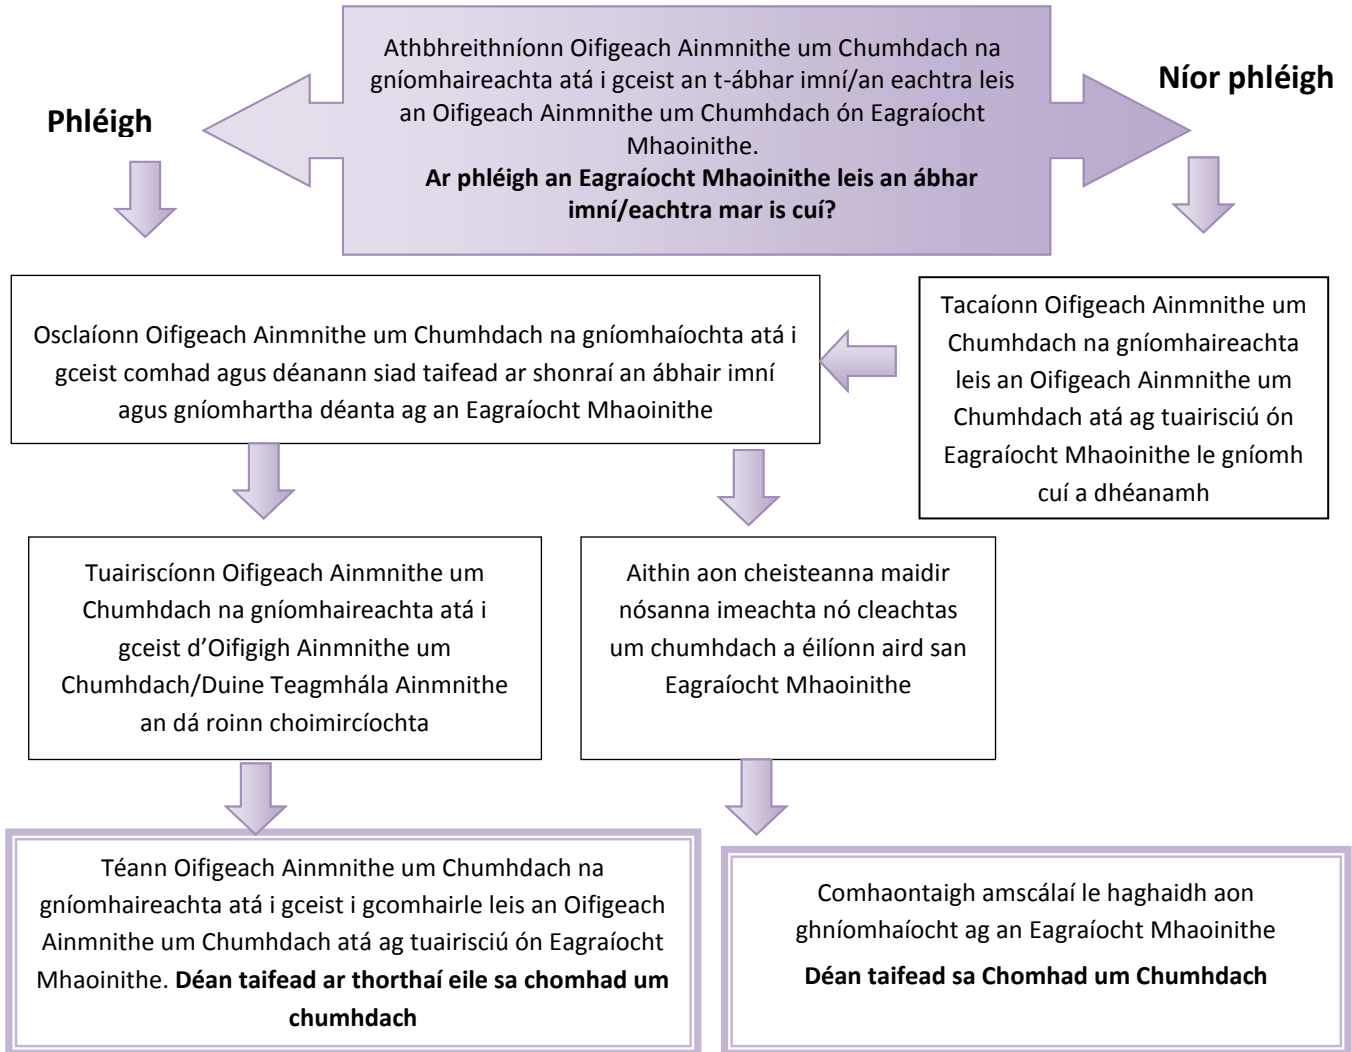 Athbhreithníonn Oifigeach Ainmnithe um Chumhdach na
gníomhaireachta atá i gceist an t-ábhar imní/an eachtra leis
an Oifigeach Ainmnithe um Chumhdach ón Eagraíocht
Mhaoinithe.
Ar phléigh an Eagraíocht Mhaoinithe leis an ábhar
imní/eachtra mar is cuí?
Phléigh
Níor phléigh
Osclaíonn Oifigeach Ainmnithe um Chumhdach na gníomhaíochta atá i
gceist comhad agus déanann siad taifead ar shonraí an ábhair imní
agus gníomhartha déanta ag an Eagraíocht Mhaoinithe
Tacaíonn Oifigeach Ainmnithe um
Chumhdach na gníomhaireachta
leis an Oifigeach Ainmnithe um
Chumhdach atá ag tuairisciú ón
Eagraíocht Mhaoinithe le gníomh
cuí a dhéanamh
Tuairiscíonn Oifigeach Ainmnithe um
Chumhdach na gníomhaireachta atá i
gceist d’Oifigigh Ainmnithe um
Chumhdach/Duine Teagmhála Ainmnithe
an dá roinn choimircíochta
Aithin aon cheisteanna maidir
nósanna imeachta nó cleachtas
um chumhdach a éilíonn aird san
Eagraíocht Mhaoinithe
Téann Oifigeach Ainmnithe um Chumhdach na
gníomhaireachta atá i gceist i gcomhairle leis an Oifigeach
Ainmnithe um Chumhdach atá ag tuairisciú ón Eagraíocht
Mhaoinithe. Déan taifead ar thorthaí eile sa chomhad um
chumhdach
Comhaontaigh amscálaí le haghaidh aon
ghníomhaíocht ag an Eagraíocht Mhaoinithe
Déan taifead sa Chomhad um Chumhdach